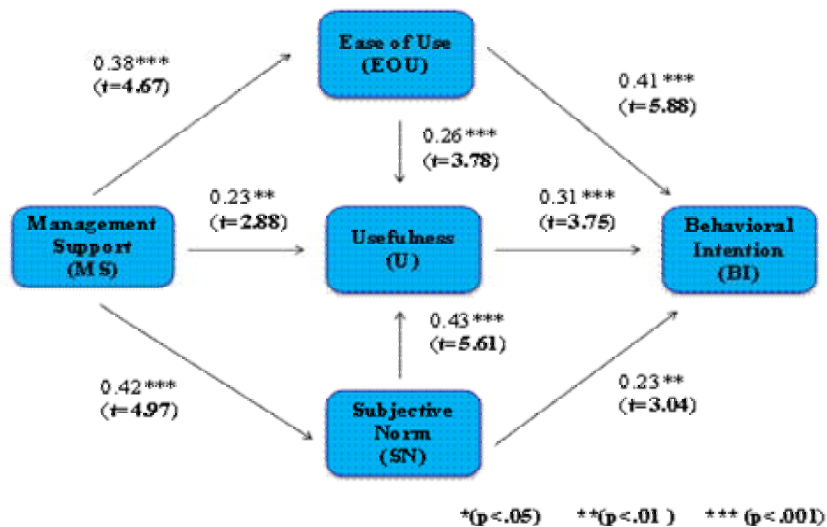 Ease of Use
(EOU)
0.38***
(t=4.67)
0.41***
(t=5.88)
0.26***
(t=3.78)
0.23**
(t=2.88)
0.31***
(t=3.75)
Management
Support
(MS)
Usefulness
(U)
Behavioral
Intention
(BI)
0.43***
(t=5.61)
0.42***
(t=4.97)
0.23**
(t=3.04)
Subjective
Norm
(SN)
*(p<.05) **(p<.01 ) *** (p<.001)